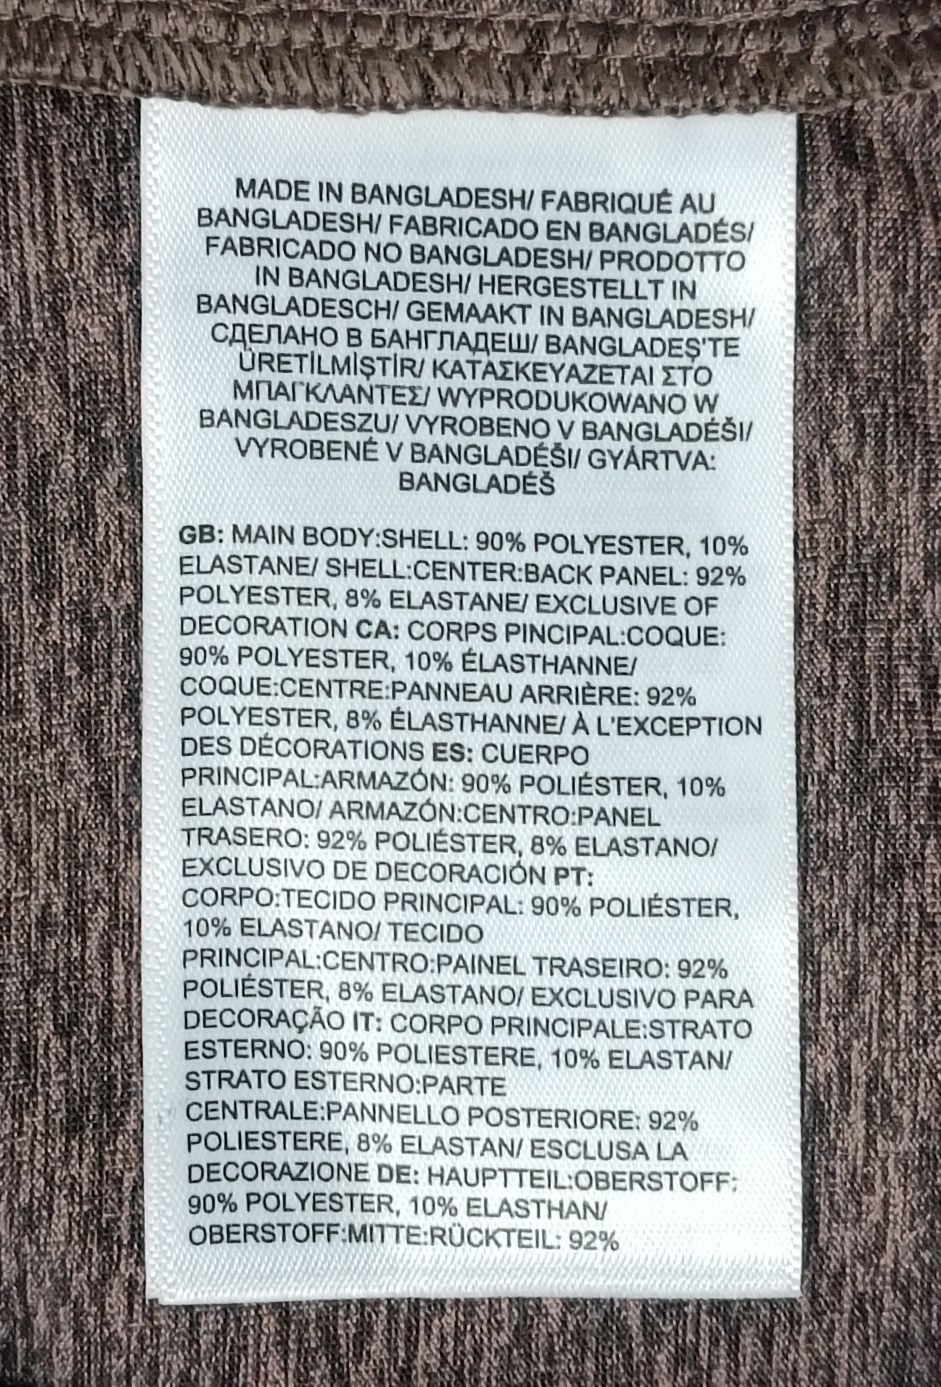 MADE IN BANGLADESH/ FABRIQUÉ AU
BANGLADESH/ FABRICADO EN BANGLADÉS/
FABRICADO NO BANGLADESH/ PRODOTTO
IN BANGLADESH/ HERGESTELLT IN
BANGLADESCH/ GEMAAKT IN BANGLADESH/
СДЕЛАНО В БАНГЛАДЕШ/ BANGLADEŞ'TE
ÜRETİLMİŞTİR/ ΚΑΤΑΣΚΕΥΑΖΕΤΑΙ ΣΤΟ
ΜΠΑΓΚΛΑΝΤΕΣ/ WYPRODUKOWANO W
BANGLADESZU/ VYROBENO V BANGLADÉŠI/
VYROBENÉ V BANGLADÉŠI/ GYÁRTVA:
BANGLADÉŠ
GB: MAIN BODY:SHELL: 90% POLYESTER, 10%
ELASTANE/ SHELL:CENTER:BACK PANEL: 92%
POLYESTER, 8% ELASTANE/ EXCLUSIVE OF
DECORATION CA: CORPS PINCIPAL:COQUE:
90% POLYESTER, 10% ÉLASTHANNE/
COQUE:CENTRE:PANNEAU ARRIÈRE: 92%
POLYESTER, 8% ÉLASTHANNE/ À L'EXCEPTION
DES DÉCORATIONS ES: CUERPO
PRINCIPAL:ARMAZÓN: 90% POLIÉSTER, 10%
ELASTANO/ ARMAZÓN:CENTRO:PANEL
TRASERO: 92% POLIÉSTER, 8% ELASTANO/
EXCLUSIVO DE DECORACIÓN PT:
CORPO:TECIDO PRINCIPAL: 90% POLIÉSTER,
10% ELASTANO/ TECIDO
PRINCIPAL:CENTRO:PAINEL TRASEIRO: 92%
POLIÉSTER, 8% ELASTANO/ EXCLUSIVO PARA
DECORAÇÃO IT: CORPO PRINCIPALE:STRATO
ESTERNO: 90% POLIESTERE, 10% ELASTAN/
STRATO ESTERNO:PARTE
CENTRALE:PANNELLO POSTERIORE: 92%
POLIESTERE, 8% ELASTAN/ ESCLUSA LA
DECORAZIONE DE: HAUPTTEIL:OBERSTOFF:
90% POLYESTER, 10% ELASTHAN/
OBERSTOFF:MITTE:RÜCKTEIL: 92%